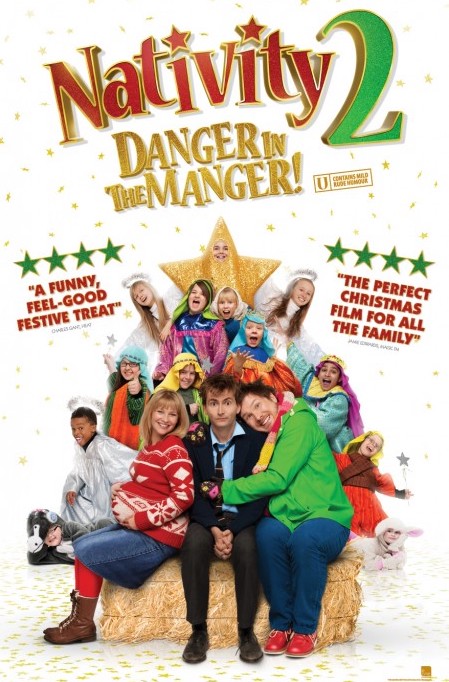 Nativity 2
DANGER IN
THE MANGER!
U CONTAINS MILD
RUDE HUMOUR
"A FUNNY,
FEEL-GOOD
FESTIVE TREAT"
"THE PERFECT
CHRISTMAS
FILM FOR ALL
THE FAMILY"